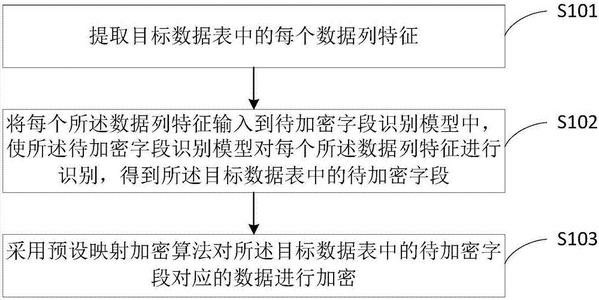 S101
提取目标数据表中的每个数据列特征
S102
将每个所述数据列特征输入到待加密字段识别模型中，
使所述待加密字段识别模型对每个所述数据列特征进行
识别，得到所述目标数据表中的待加密字段
S103
采用预设映射加密算法对所述目标数据表中的待加密字
段对应的数据进行加密